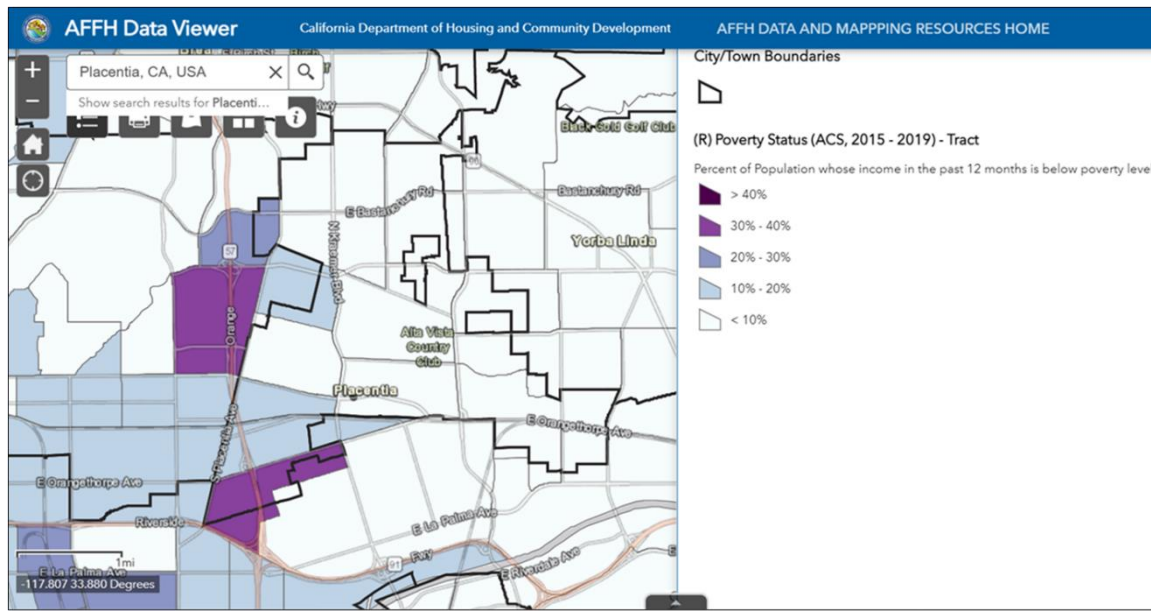 AFFH Data Viewer
California Department of Housing and Community Development
AFFH DATA AND MAPPPING RESOURCES HOME
+
Placentia, CA, USA
Show search results for Placenti...
−
Hwy
Black Gold Golf Club
66
E Bastanchury Rd
Bastanchury Rd
N Kraemer Blvd
57
Yorba Linda
Orange
Alta Vista
Country
Club
Placentia
S Placentia Ave
E Orangethorpe Ave
E Orangethorpe Ave
Riverside
E La Palma Ave
Fwy
91
E Riverdale Ave
E
1mi
E La Palma Ave
-117.807 33.880 Degrees
City/Town Boundaries
(R) Poverty Status (ACS, 2015 - 2019) - Tract
Percent of Population whose income in the past 12 months is below poverty leve
> 40%
30% - 40%
20% - 30%
10% - 20%
< 10%